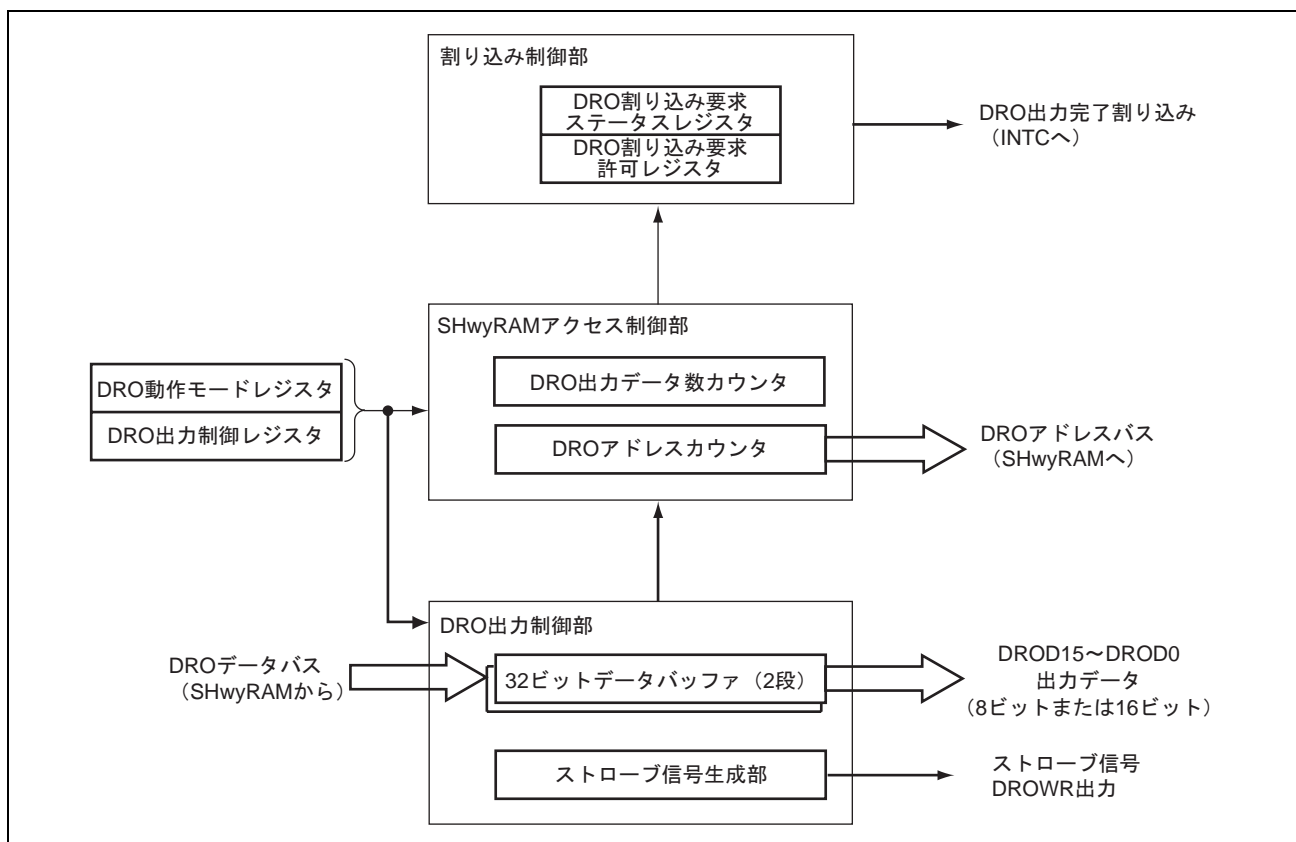 割り込み制御部
DRO割り込み要求
ステータスレジスタ
DRO割り込み要求
許可レジスタ
DRO出力完了割り込み
（INTCへ）
SHwyRAMアクセス制御部
DRO動作モードレジスタ
DRO出力制御レジスタ
DRO出力データ数カウンタ
DROアドレスカウンタ
DROアドレスバス
（SHwyRAMへ）
DRO出力制御部
DROデータバス
（SHwyRAMから）
32ビットデータバッファ（2段）
DROD15～DROD0
出力データ
（8ビットまたは16ビット）
ストローブ信号生成部
ストローブ信号
DROWR出力